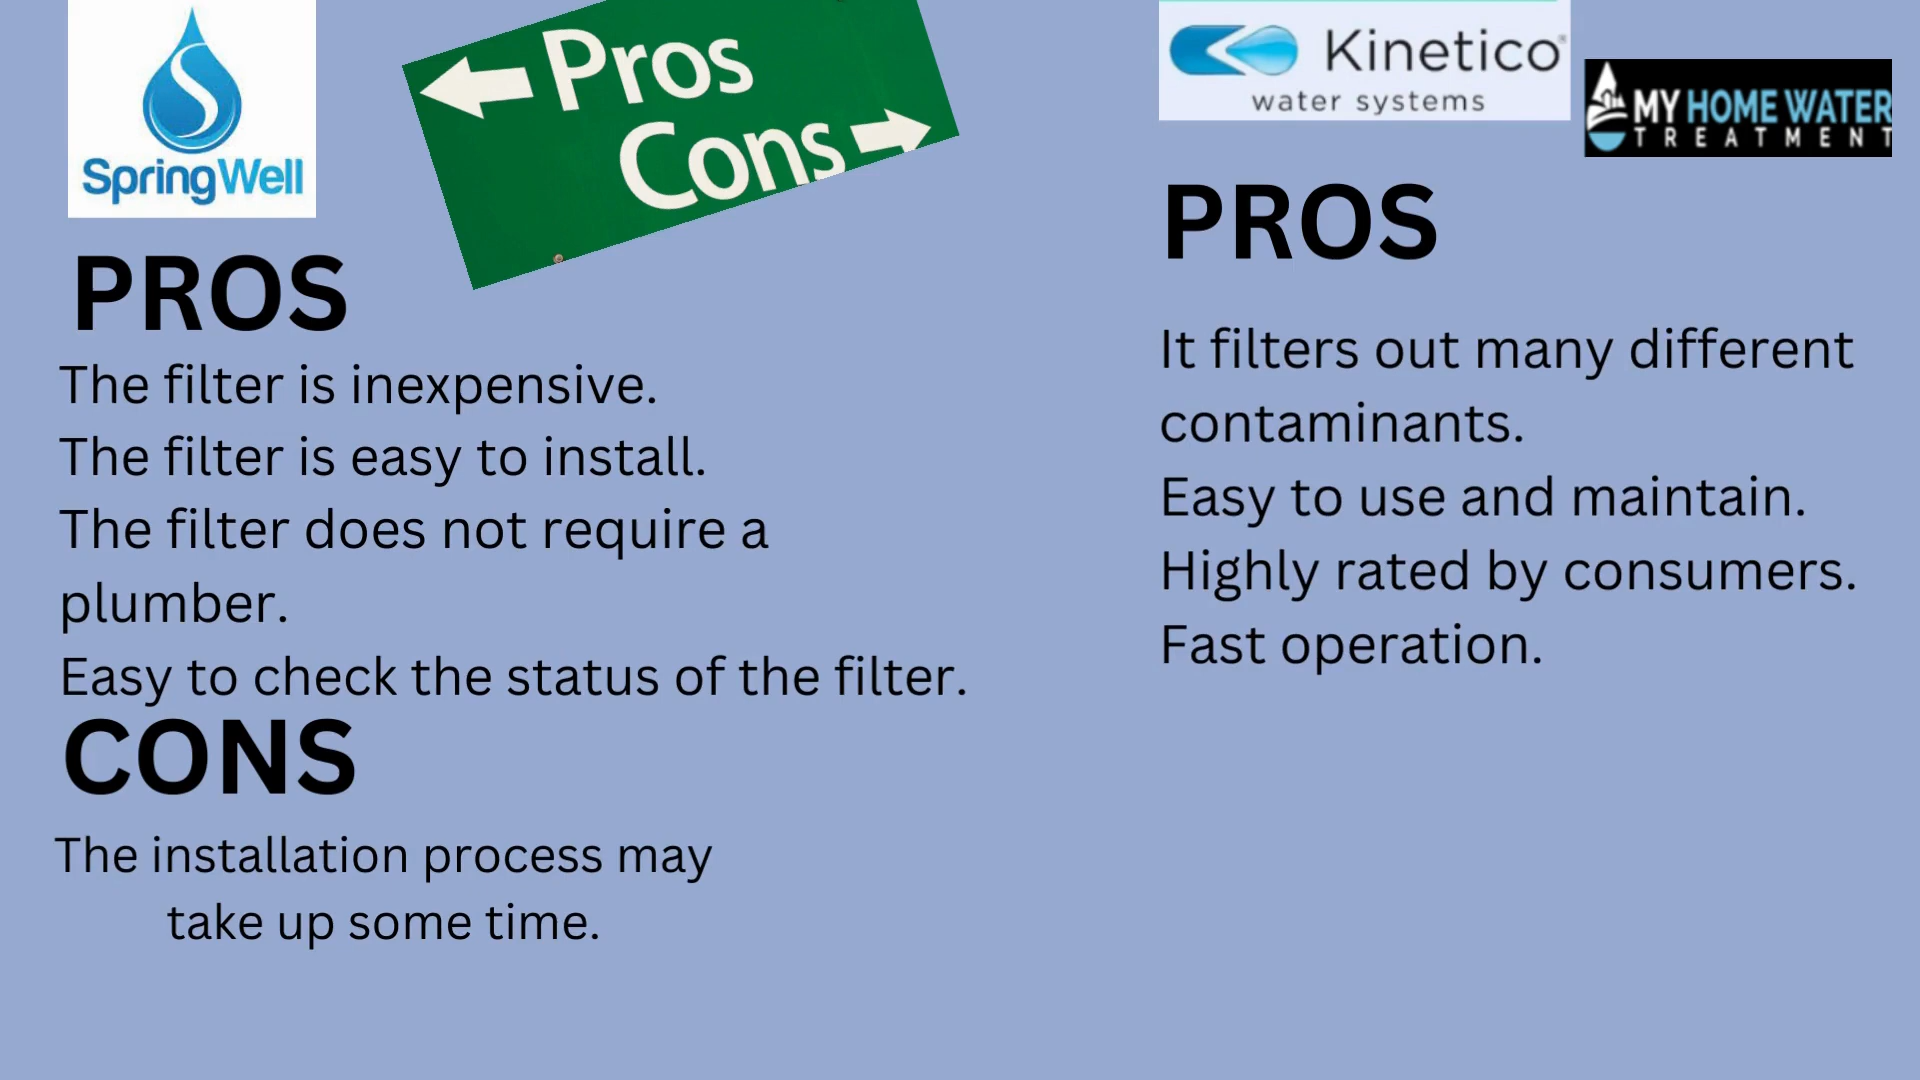 SpringWell
Pros
Cons
PROS
The filter is inexpensive.
The filter is easy to install.
The filter does not require a
plumber.
Easy to check the status of the filter.
CONS
The installation process may
take up some time.
Kinetico®
water systems
MY HOME WATER
TREATMENT
PROS
It filters out many different
contaminants.
Easy to use and maintain.
Highly rated by consumers.
Fast operation.